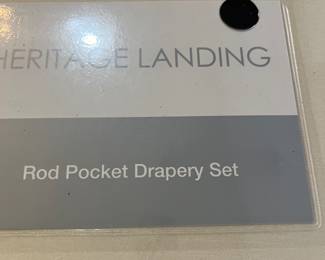 HERITAGE LANDING
Rod Pocket Drapery Set